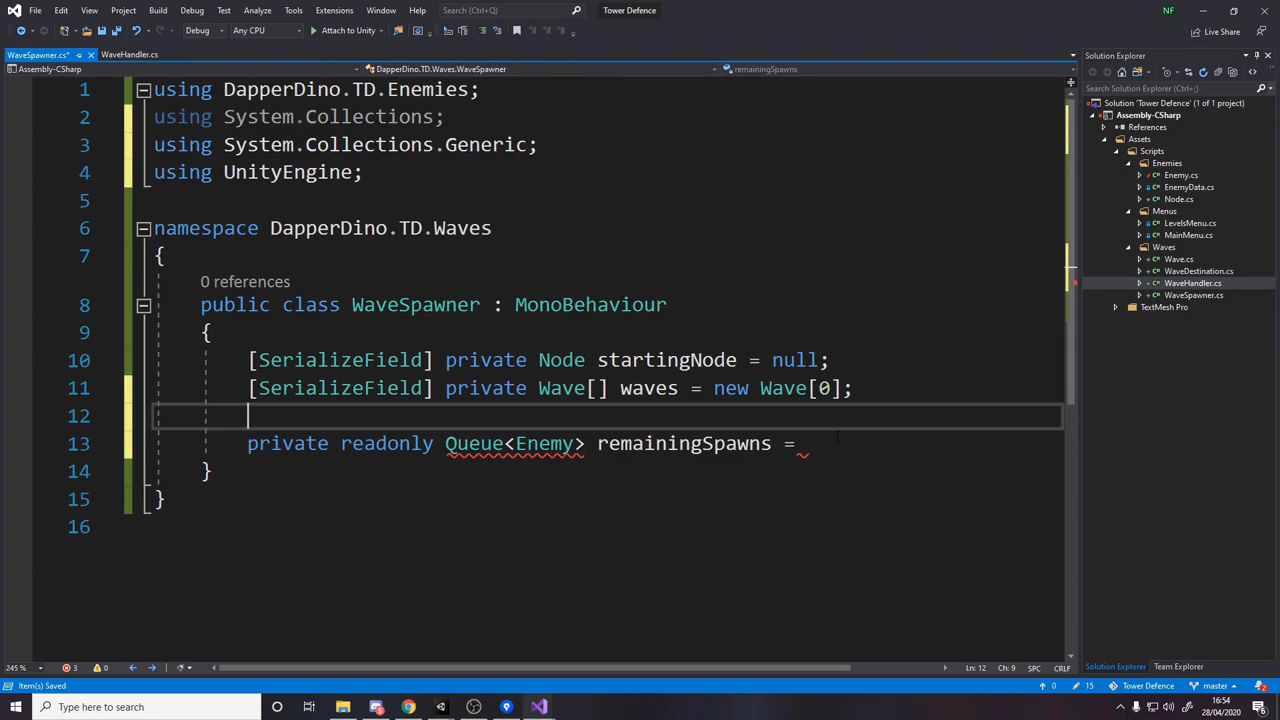 File Edit View Project Build Debug Test Analyze Tools Extensions Window Help Search (Ctrl+Q) Tower Defence NF
Debug Any CPU Attach to Unity Live Share
WaveSpawner.cs* WaveHandler.cs
Assembly-CSharp DapperDino.TD.Waves.WaveSpawner remainingSpawns
1 using DapperDino.TD.Enemies;
2 using System.Collections;
3 using System.Collections.Generic;
4 using UnityEngine;
5
6 namespace DapperDino.TD.Waves
7 {
0 references
8 public class WaveSpawner : MonoBehaviour
9 {
10 [SerializeField] private Node startingNode = null;
11 [SerializeField] private Wave[] waves = new Wave[0];
12
13 private readonly Queue<Enemy> remainingSpawns =
14 }
15 }
16
Solution Explorer
Search Solution Explorer (Ctrl+;)
Solution 'Tower Defence' (1 of 1 project)
Assembly-CSharp
References
Assets
Scripts
Enemies
Enemy.cs
EnemyData.cs
Node.cs
Menus
LevelsMenu.cs
MainMenu.cs
Waves
Wave.cs
WaveDestination.cs
WaveHandler.cs
WaveSpawner.cs
TextMesh Pro
245 % 3 0 Ln: 12 Ch: 9 SPC CRLF
Solution Explorer Team Explorer
Item(s) Saved 0 15 Tower Defence master 2
Type here to search 16:54 28/04/2020 6